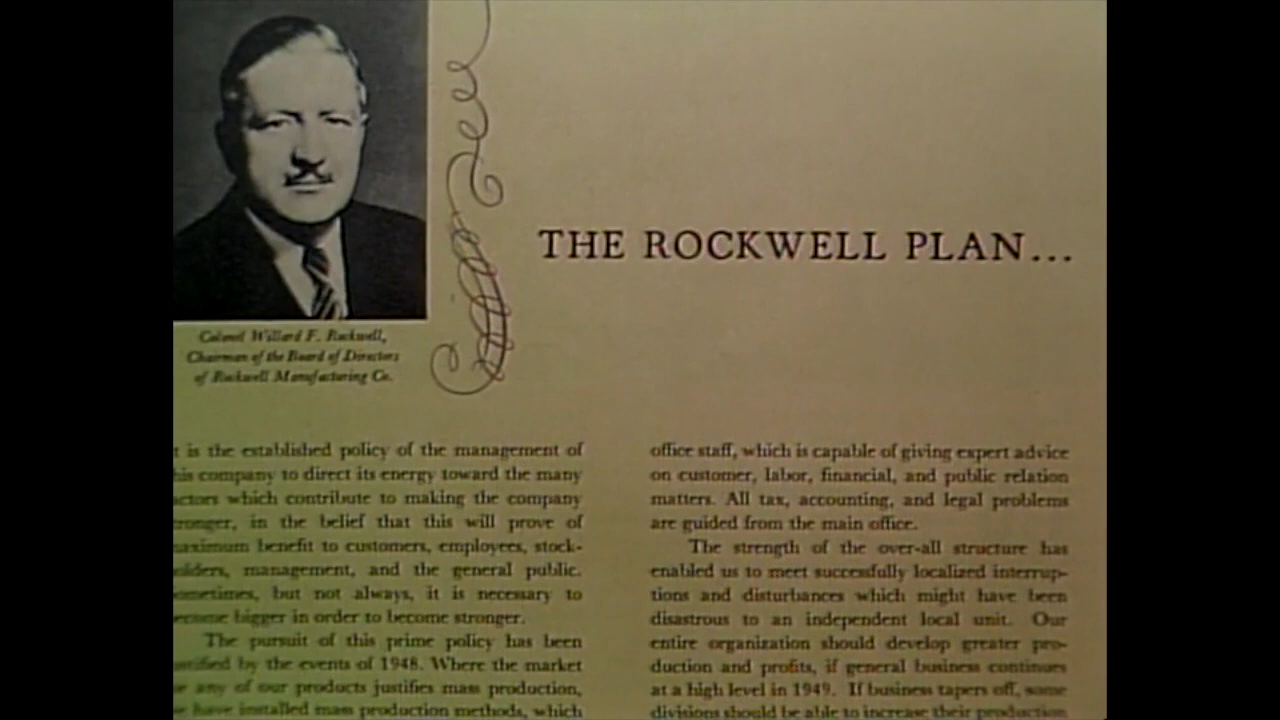 Colonel Willard F. Rockwell,
Chairman of the Board of Directors
of Rockwell Manufacturing Co.
THE ROCKWELL PLAN...
t is the established policy of the management of
his company to direct its energy toward the many
actors which contribute to making the company
tronger, in the belief that this will prove of
maximum benefit to customers, employees, stock-
olders, management, and the general public.
ometimes, but not always, it is necessary to
ecome bigger in order to become stronger.
The pursuit of this prime policy has been
ustified by the events of 1948. Where the market
or any of our products justifies mass production,
we have installed mass production methods, which
office staff, which is capable of giving expert advice
on customer, labor, financial, and public relation
matters. All tax, accounting, and legal problems
are guided from the main office.
The strength of the over-all structure has
enabled us to meet successfully localized interrup-
tions and disturbances which might have been
disastrous to an independent local unit. Our
entire organization should develop greater pro-
duction and profits, if general business continues
at a high level in 1949. If business tapers off, some
divisions should be able to increase their production